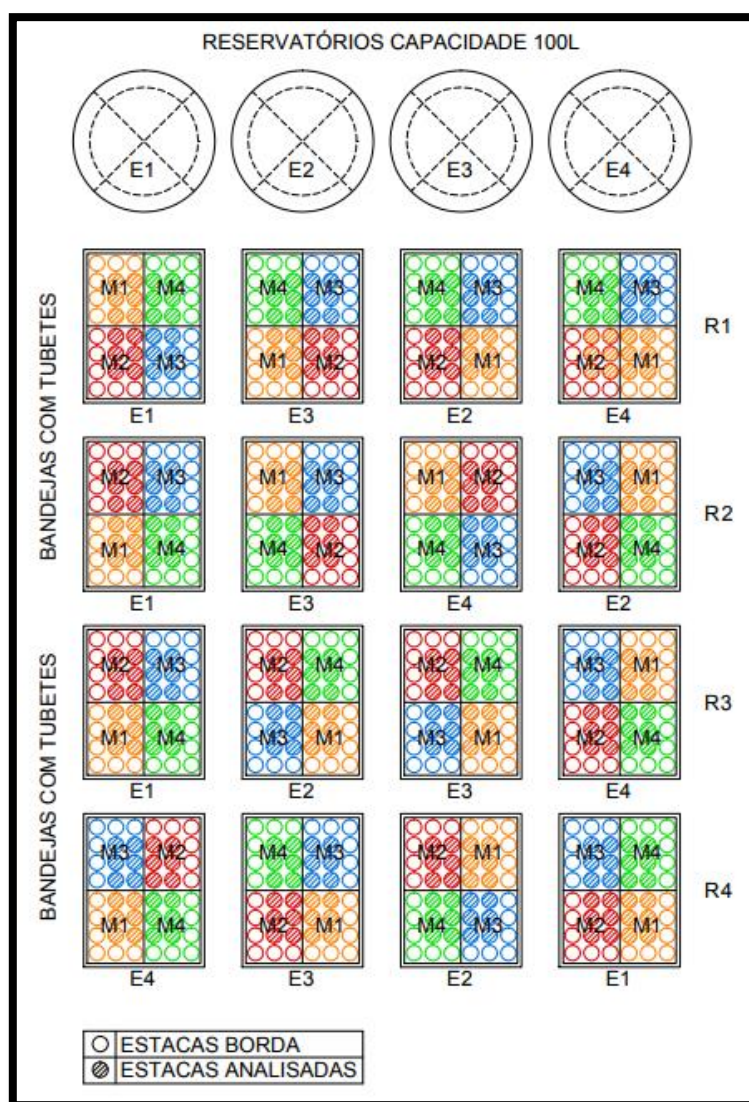 RESERVATÓRIOS CAPACIDADE 100L
E1 E2 E3 E4
BANDEJAS COM TUBETES
M1 M4 M4 M3 M4 M3 M4 M3
R1
M2 M3 M1 M2 M2 M1 M2 M1
E1 E3 E2 E4
M2 M3 M1 M3 M1 M2 M3 M1
R2
M1 M4 M4 M2 M4 M3 M2 M4
E1 E3 E4 E2
BANDEJAS COM TUBETES
M2 M3 M2 M4 M2 M4 M3 M1
R3
M1 M4 M3 M1 M3 M1 M2 M4
E1 E2 E3 E4
M3 M2 M4 M3 M2 M1 M3 M4
R4
M1 M4 M2 M1 M4 M3 M2 M1
E4 E3 E2 E1
ESTACAS BORDA
ESTACAS ANALISADAS